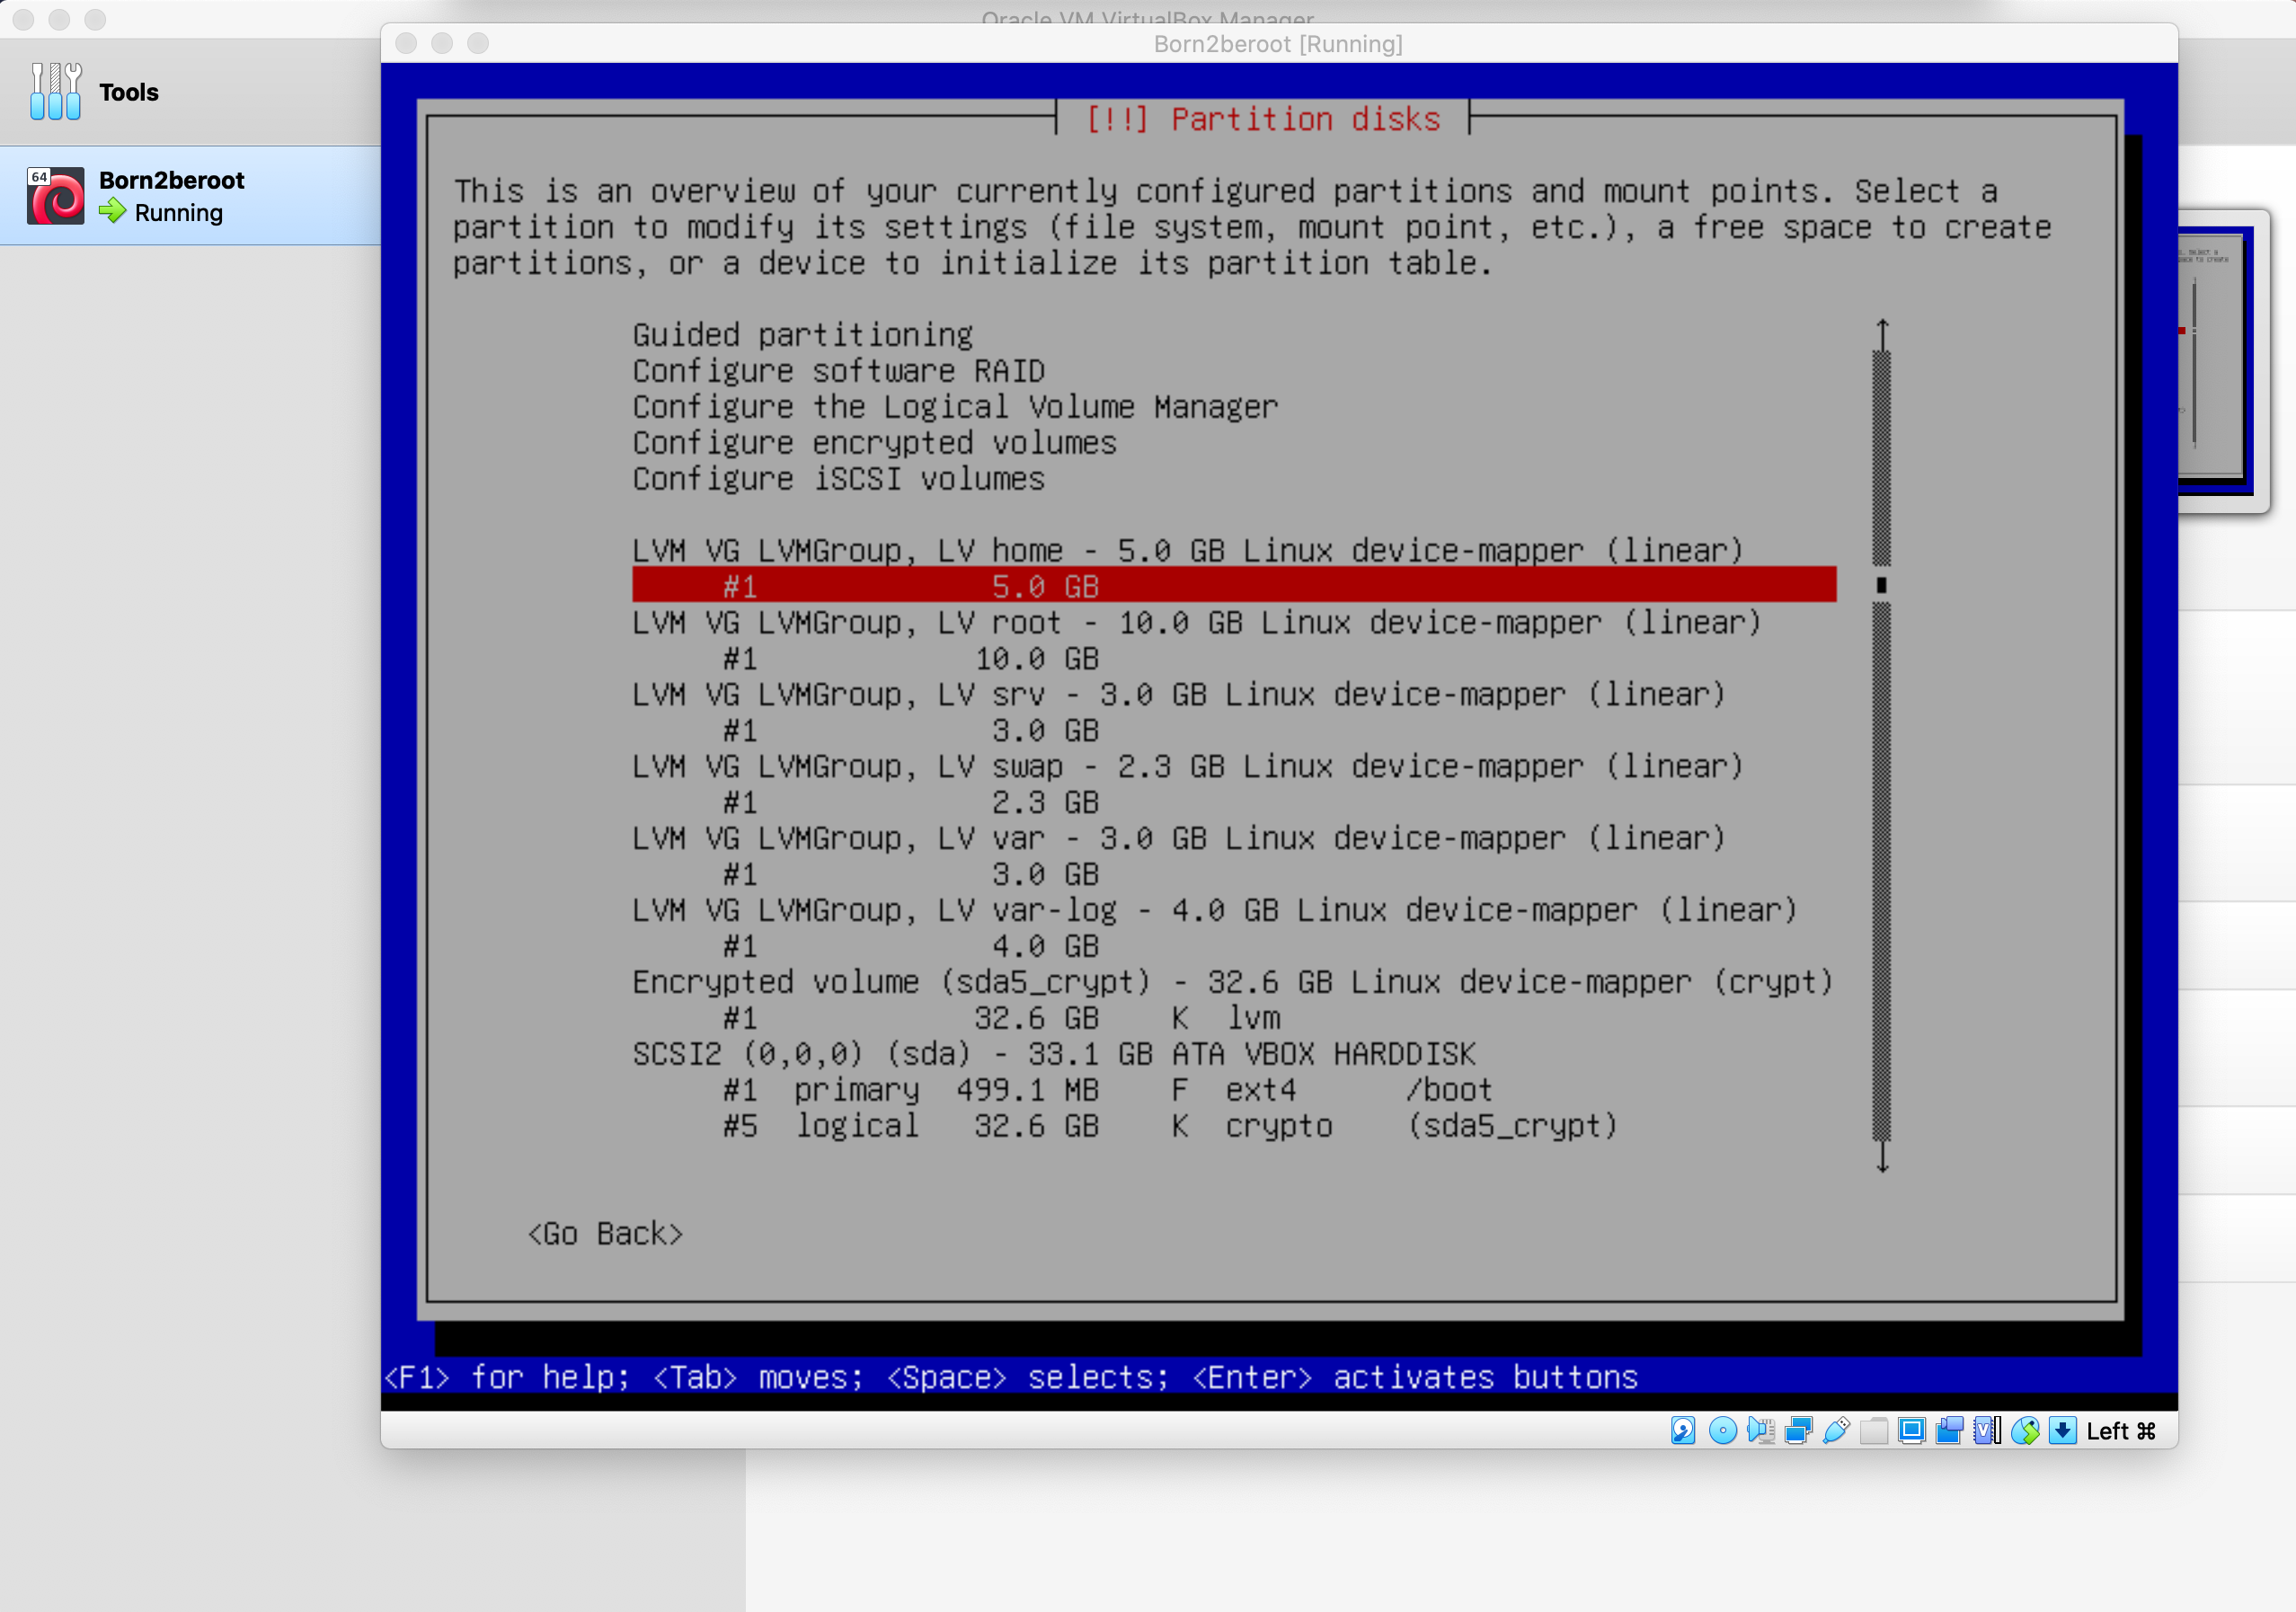 Oracle VM VirtualBox Manager
Born2beroot [Running]
Tools
64
Born2beroot
Running
[!!] Partition disks
This is an overview of your currently configured partitions and mount points. Select a
partition to modify its settings (file system, mount point, etc.), a free space to create
partitions, or a device to initialize its partition table.
Guided partitioning
Configure software RAID
Configure the Logical Volume Manager
Configure encrypted volumes
Configure iSCSI volumes
LVM VG LVMGroup, LV home - 5.0 GB Linux device-mapper (linear)
#1 5.0 GB
LVM VG LVMGroup, LV root - 10.0 GB Linux device-mapper (linear)
#1 10.0 GB
LVM VG LVMGroup, LV srv - 3.0 GB Linux device-mapper (linear)
#1 3.0 GB
LVM VG LVMGroup, LV swap - 2.3 GB Linux device-mapper (linear)
#1 2.3 GB
LVM VG LVMGroup, LV var - 3.0 GB Linux device-mapper (linear)
#1 3.0 GB
LVM VG LVMGroup, LV var-log - 4.0 GB Linux device-mapper (linear)
#1 4.0 GB
Encrypted volume (sda5_crypt) - 32.6 GB Linux device-mapper (crypt)
#1 32.6 GB K lvm
SCSI2 (0,0,0) (sda) - 33.1 GB ATA VBOX HARDDISK
#1 primary 499.1 MB F ext4 /boot
#5 logical 32.6 GB K crypto (sda5_crypt)
<Go Back>
<F1> for help; <Tab> moves; <Space> selects; <Enter> activates buttons
Left ⌘